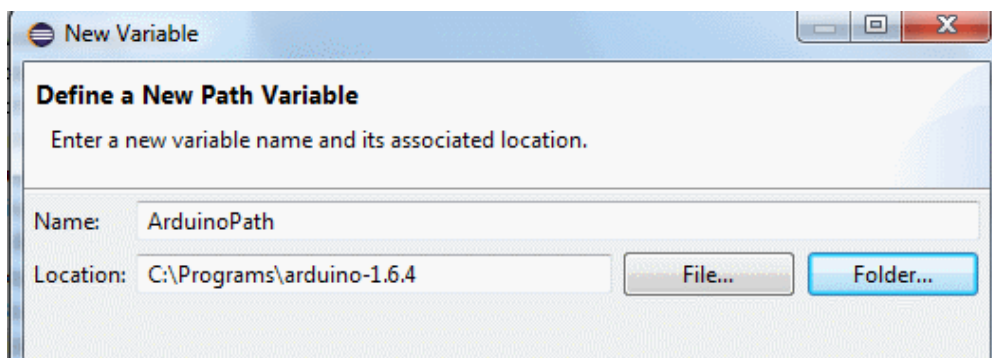 New Variable
Define a New Path Variable
Enter a new variable name and its associated location.
Name: ArduinoPath
Location: C:\Programs\arduino-1.6.4 File... Folder...